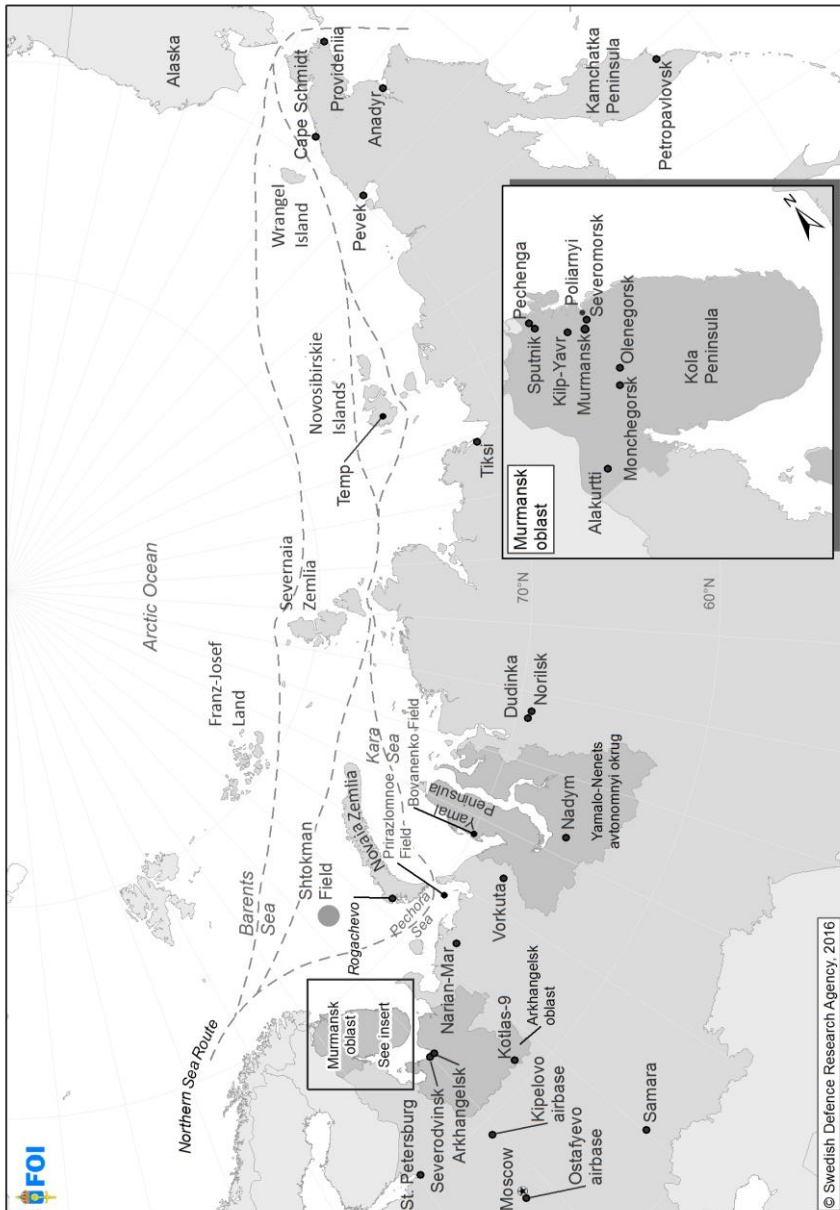 FOI
Northern Sea Route
Barents
Sea
Shtokman
Field
Franz-Josef
Land
Arctic Ocean
Severnaia
Zemlia
Novosibirskie
Islands
Temp
Wrangel
Island
Cape Schmidt
Alaska
Provideniia
Anadyr
Pevek
Tiksi
Kara
Sea
Novaia Zemlia
Prirazlomnoe
Field
Bovanenko Field
Yamal
Peninsula
Rogachevo
Pechora
Sea
Murmansk
oblast
See insert
Narian-Mar
Vorkuta
Dudinka
Norilsk
Nadym
Yamalo-Nenets
avtonomnyi okrug
70°N
60°N
St. Petersburg
Severodvinsk
Arkhangelsk
Kotlas-9
Arkhangelsk
oblast
Kipelovo
airbase
Moscow
Ostafyevo
airbase
Samara
Kamchatka
Peninsula
Petropavlovsk
Murmansk
oblast
Pechenga
Sputnik
Kilp-Yavr
Poliarnyi
Murmansk
Severomorsk
Olenegorsk
Monchegorsk
Alakurtti
Kola
Peninsula
N
© Swedish Defence Research Agency, 2016